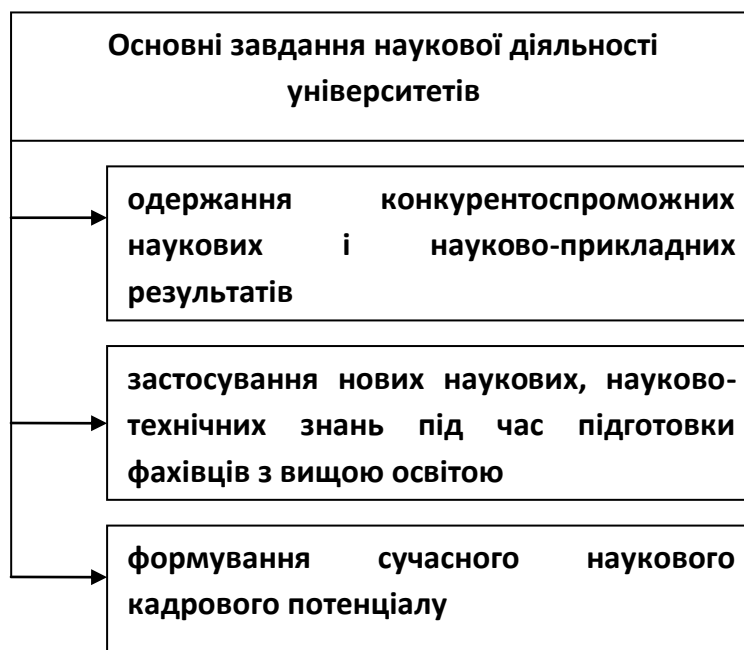 Основні завдання наукової діяльності
університетів
одержання конкурентоспроможних
наукових і науково-прикладних
результатів
застосування нових наукових, науково-
технічних знань під час підготовки
фахівців з вищою освітою
формування сучасного наукового
кадрового потенціалу